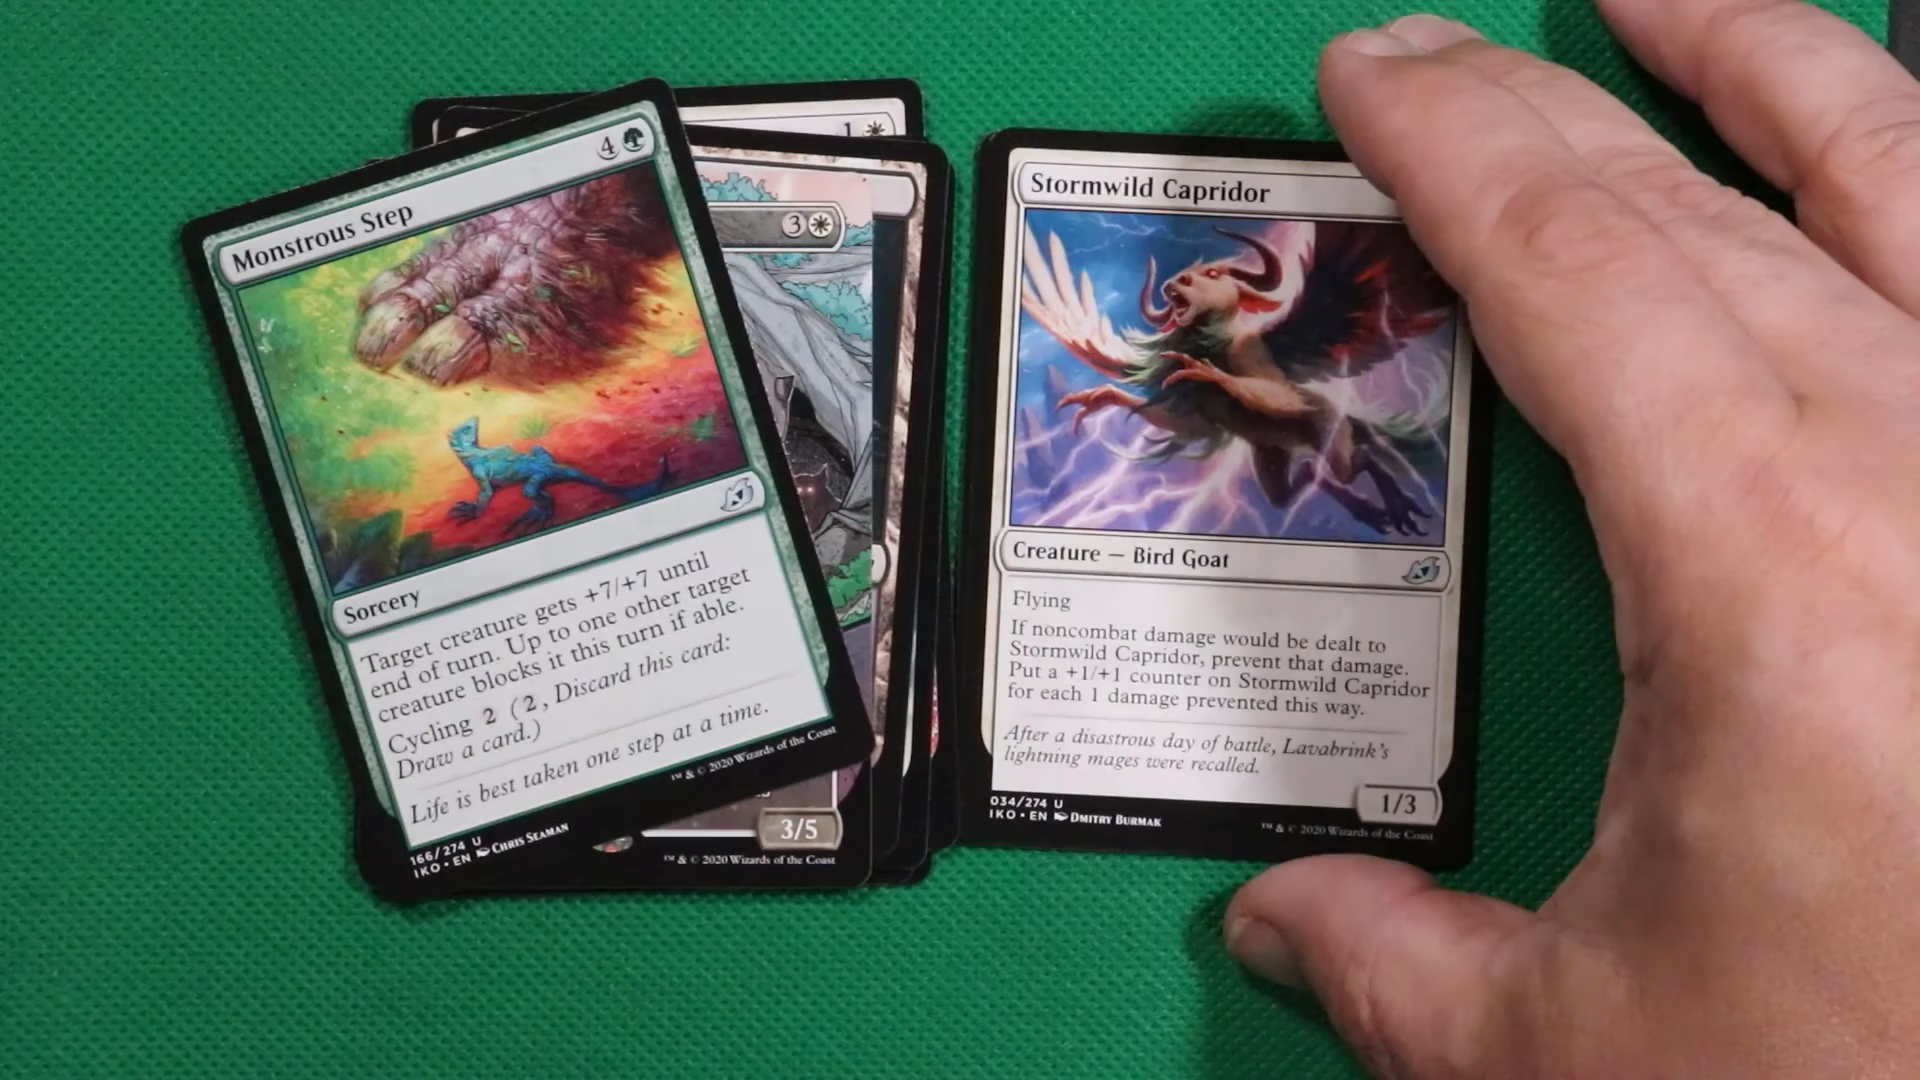 Monstrous Step 4
Sorcery
Target creature gets +7/+7 until
end of turn. Up to one other target
creature blocks it this turn if able.
Cycling 2 (2, Discard this card:
Draw a card.)
Life is best taken one step at a time.
166/274 U
IKO • EN CHRIS SEAMAN
™ & © 2020 Wizards of the Coast
1
3
3/5
™ & © 2020 Wizards of the Coast
Stormwild Capridor
Creature — Bird Goat
Flying
If noncombat damage would be dealt to
Stormwild Capridor, prevent that damage.
Put a +1/+1 counter on Stormwild Capridor
for each 1 damage prevented this way.
After a disastrous day of battle, Lavabrink's
lightning mages were recalled.
1/3
034/274 U
IKO • EN DMITRY BURMAK
™ & © 2020 Wizards of the Coast